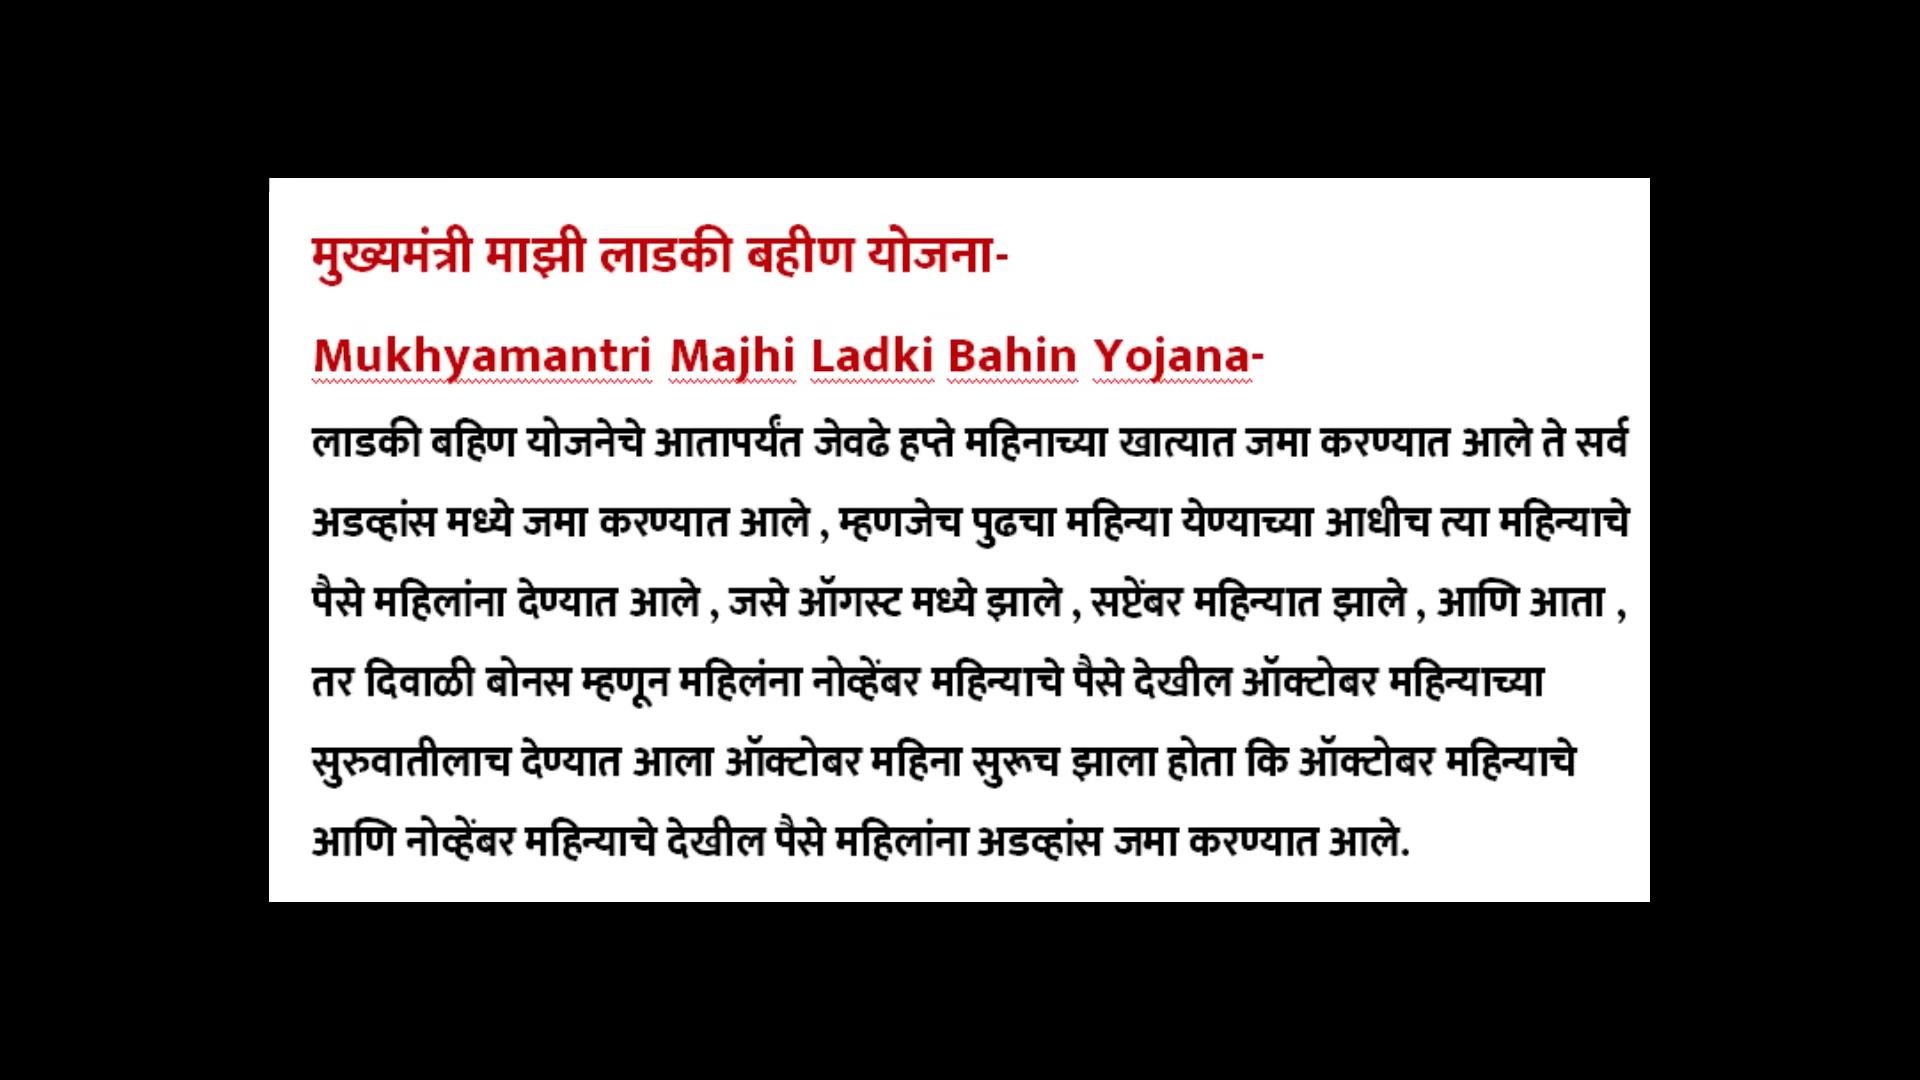 मुख्यमंत्री माझी लाडकी बहीण योजना-
Mukhyamantri Majhi Ladki Bahin Yojana-
लाडकी बहिण योजनेचे आतापर्यंत जेवढे हप्ते महिनाच्या खात्यात जमा करण्यात आले ते सर्व
अडव्हांस मध्ये जमा करण्यात आले , म्हणजेच पुढचा महिन्या येण्याच्या आधीच त्या महिन्याचे
पैसे महिलांना देण्यात आले , जसे ऑगस्ट मध्ये झाले , सप्टेंबर महिन्यात झाले , आणि आता ,
तर दिवाळी बोनस म्हणून महिलंना नोव्हेंबर महिन्याचे पैसे देखील ऑक्टोबर महिन्याच्या
सुरुवातीलाच देण्यात आला ऑक्टोबर महिना सुरूच झाला होता कि ऑक्टोबर महिन्याचे
आणि नोव्हेंबर महिन्याचे देखील पैसे महिलांना अडव्हांस जमा करण्यात आले.